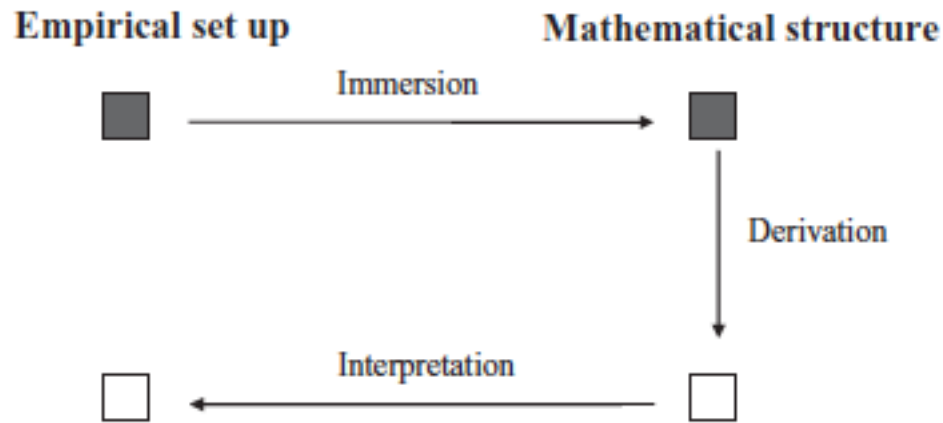 Empirical set up
Mathematical structure
Immersion
Derivation
Interpretation